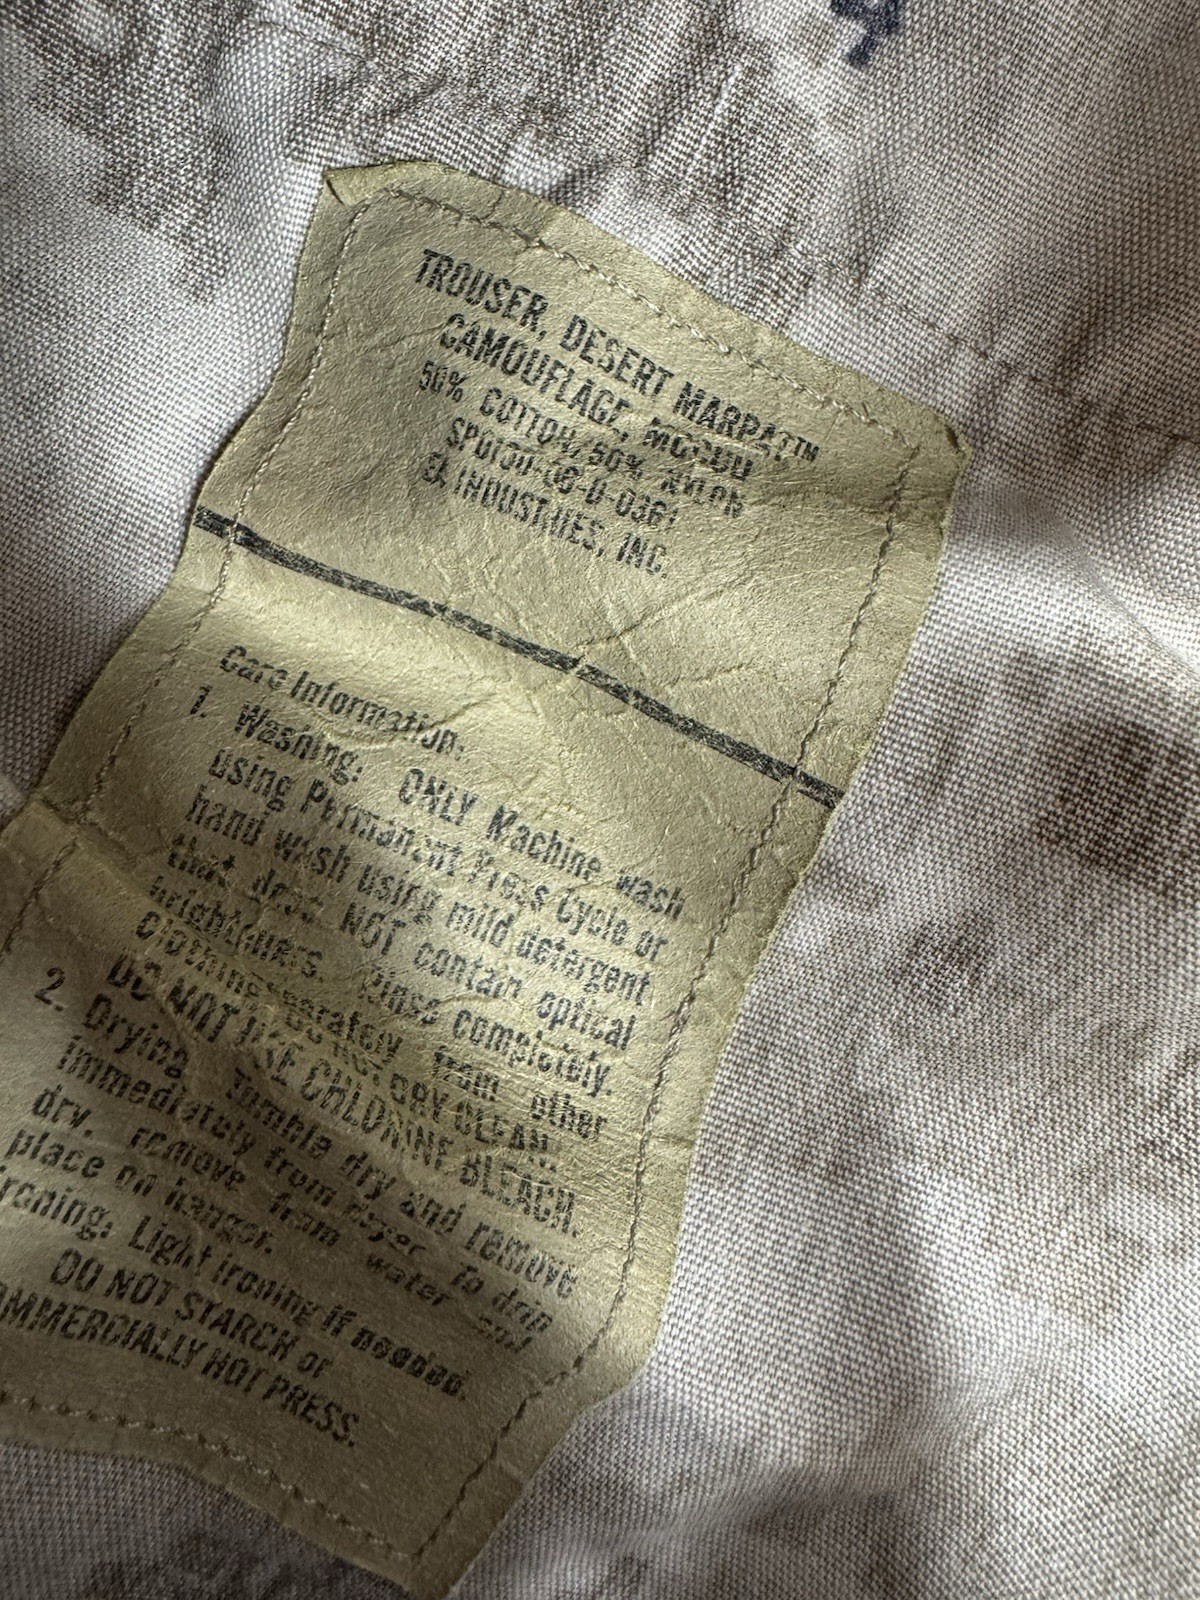 TROUSER, DESERT MARPAT™
CAMOUFLAGE, MCCUU
50% COTTON/50% NYLON
INDUSTRIES, INC.
Care Information:
1. Washing: ONLY Machine wash
using Permanent Press Cycle or
hand wash using mild detergent
that does NOT contain optical
brighteners. Rinse completely.
Clothing separately from other
DO NOT DRY CLEAN.
DO NOT USE CHLORINE BLEACH.
2. Drying Tumble dry and remove
immediately from dryer To drip
dry, remove from water and
place on hanger.
Ironing: Light ironing if needed.
DO NOT STARCH or
COMMERCIALLY HOT PRESS.